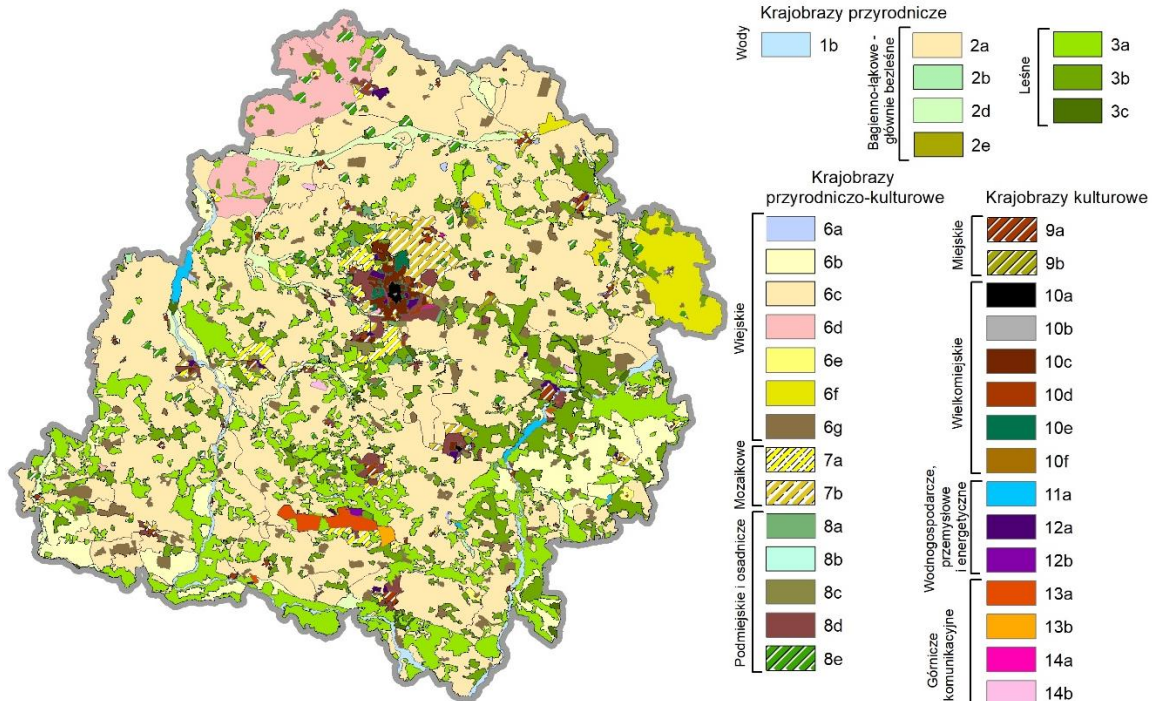 Krajobrazy przyrodnicze
Wody
1b
Bagienno-łąkowe -
głównie bezleśne
2a
2b
2d
2e
Leśne
3a
3b
3c
Krajobrazy
przyrodniczo-kulturowe
Wiejskie
6a
6b
6c
6d
6e
6f
6g
Mozaikowe
7a
7b
Podmiejskie i osadnicze
8a
8b
8c
8d
8e
Krajobrazy kulturowe
Miejskie
9a
9b
Wielkomiejskie
10a
10b
10c
10d
10e
10f
Wodnogospodarcze,
przemysłowe
i energetyczne
11a
12a
12b
Górnicze
komunikacyjne
13a
13b
14a
14b